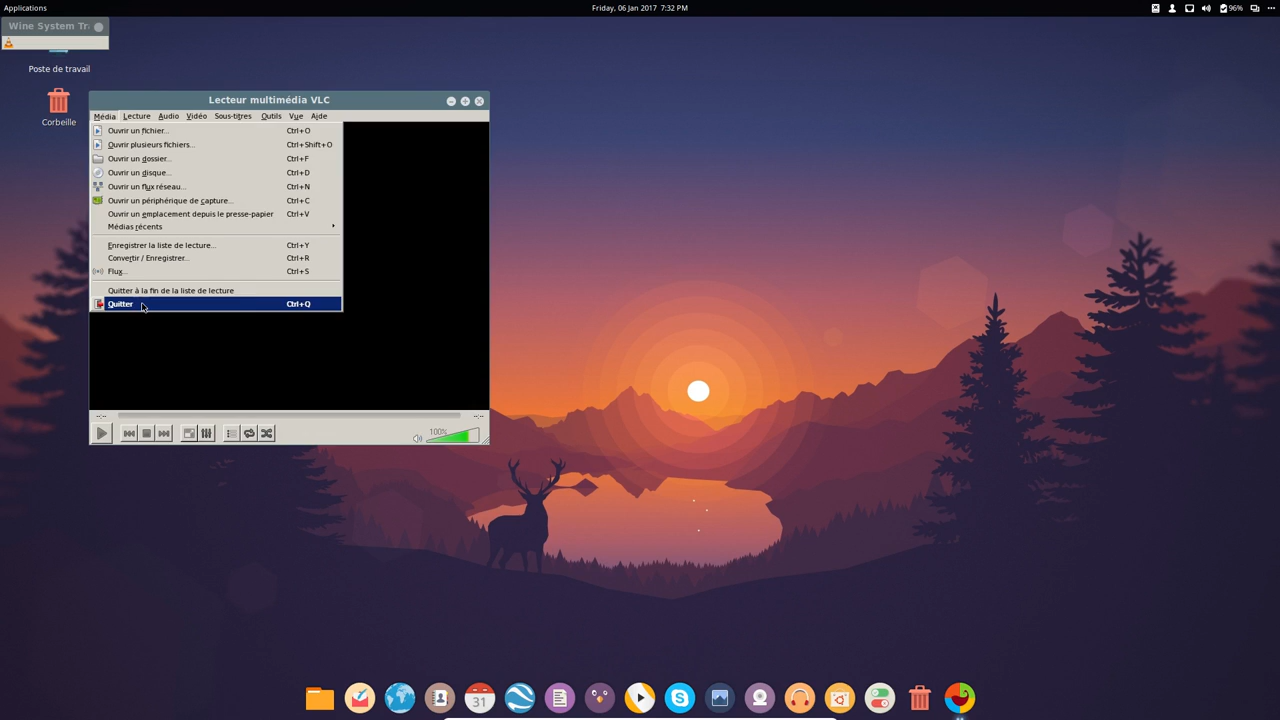 Applications
Friday, 06 Jan 2017 7:32 PM
96%
Wine System Tr
Poste de travail
Corbeille
Lecteur multimédia VLC
Média Lecture Audio Vidéo Sous-titres Outils Vue Aide
Ouvrir un fichier... Ctrl+O
Ouvrir plusieurs fichiers... Ctrl+Shift+O
Ouvrir un dossier... Ctrl+F
Ouvrir un disque... Ctrl+D
Ouvrir un flux réseau... Ctrl+N
Ouvrir un périphérique de capture... Ctrl+C
Ouvrir un emplacement depuis le presse-papier Ctrl+V
Médias récents
Enregistrer la liste de lecture... Ctrl+Y
Convertir / Enregistrer... Ctrl+R
Flux... Ctrl+S
Quitter à la fin de la liste de lecture
Quitter Ctrl+Q
--:-- --:--
100%
31